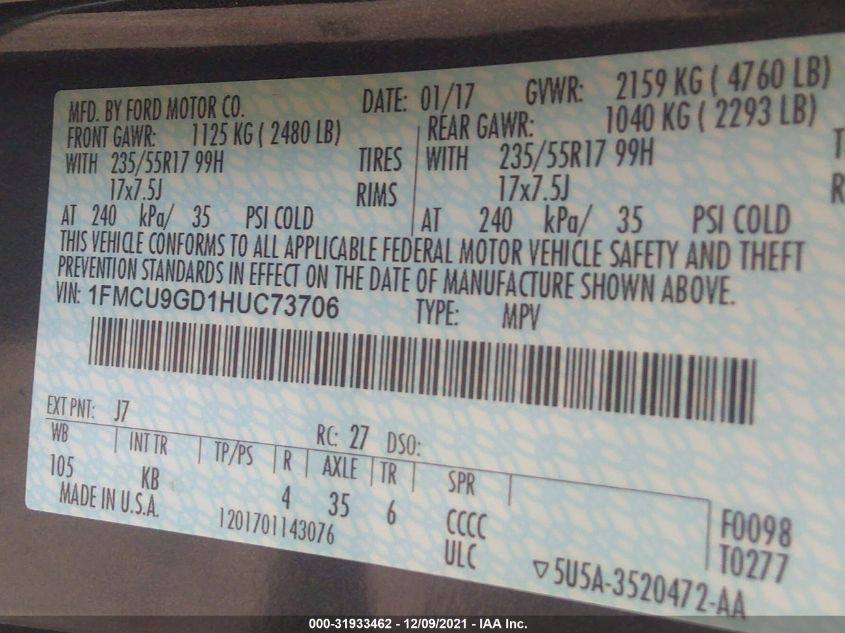 MFD. BY FORD MOTOR CO. DATE: 01/17 GVWR: 2159 KG ( 4760 LB)
FRONT GAWR: 1125 KG ( 2480 LB) REAR GAWR: 1040 KG ( 2293 LB)
WITH 235/55R17 99H TIRES WITH 235/55R17 99H T
17x7.5J RIMS 17x7.5J R
AT 240 kPa/ 35 PSI COLD AT 240 kPa/ 35 PSI COLD
THIS VEHICLE CONFORMS TO ALL APPLICABLE FEDERAL MOTOR VEHICLE SAFETY AND THEFT
PREVENTION STANDARDS IN EFFECT ON THE DATE OF MANUFACTURE SHOWN ABOVE.
VIN: 1FMCU9GD1HUC73706 TYPE: MPV
EXT PNT: J7 RC: 27 DSO:
WB INT TR TP/PS R AXLE TR SPR
105 KB 4 35 6 CCCC F0098
MADE IN U.S.A. 1201701143076 ULC T0277
▽5U5A-3520472-AA
000-31933462 - 12/09/2021 - IAA Inc.